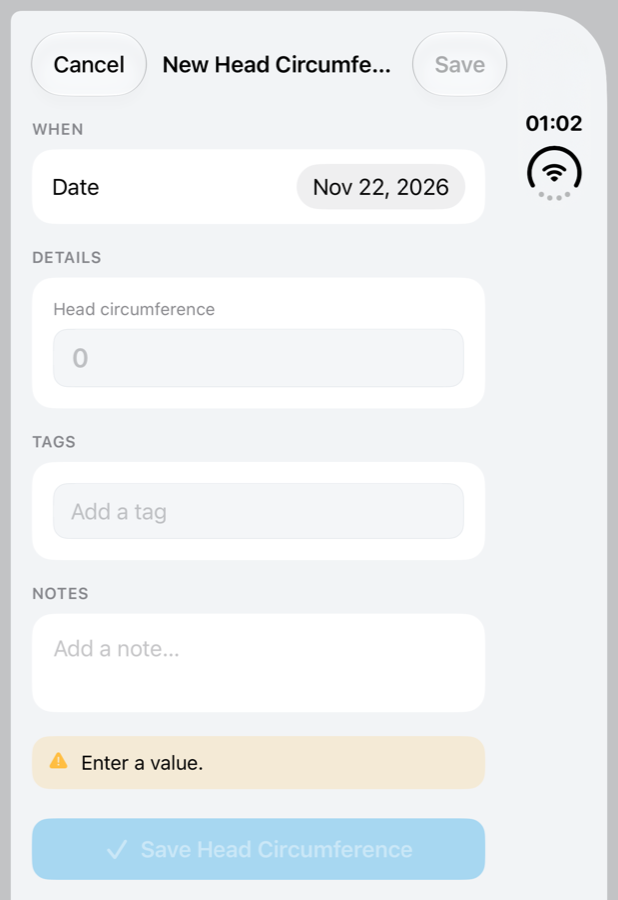 Cancel New Head Circumfe... Save
01:02
WHEN
Date Nov 22, 2026
DETAILS
Head circumference
0
TAGS
Add a tag
NOTES
Add a note...
Enter a value.
Save Head Circumference